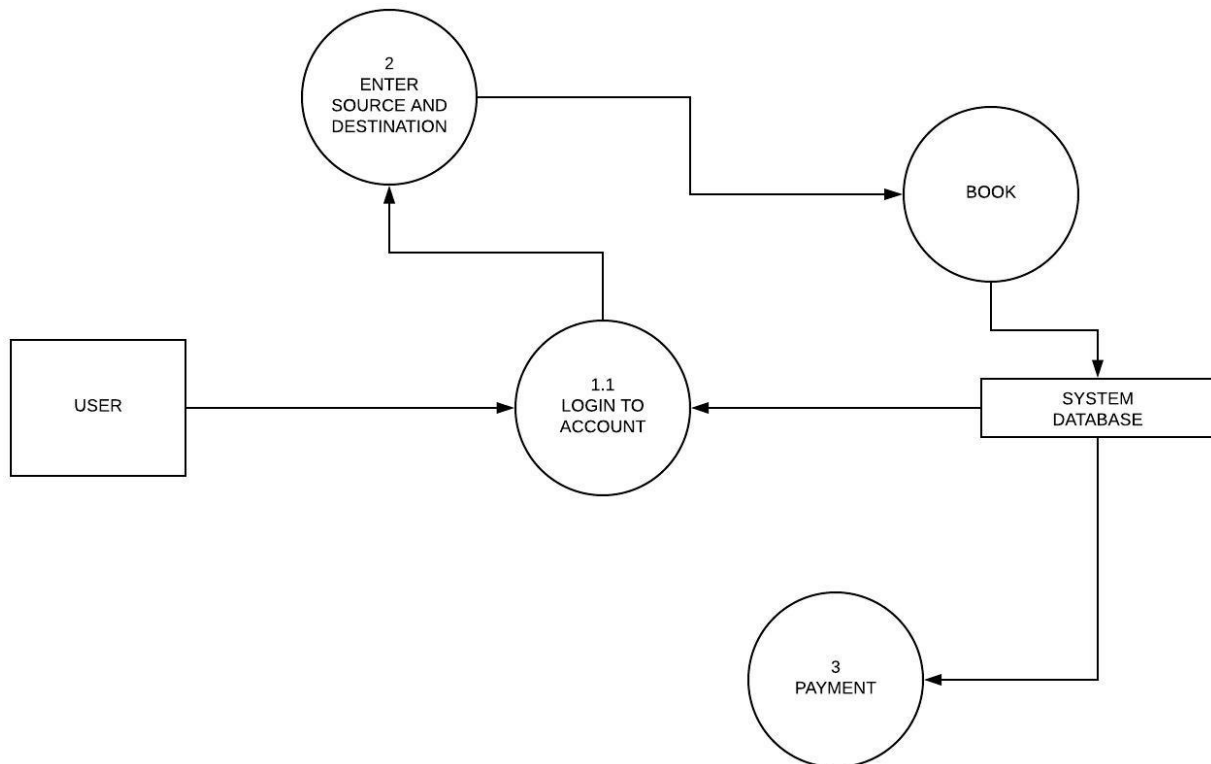 2
ENTER
SOURCE AND
DESTINATION
BOOK
USER
1.1
LOGIN TO
ACCOUNT
SYSTEM
DATABASE
3
PAYMENT